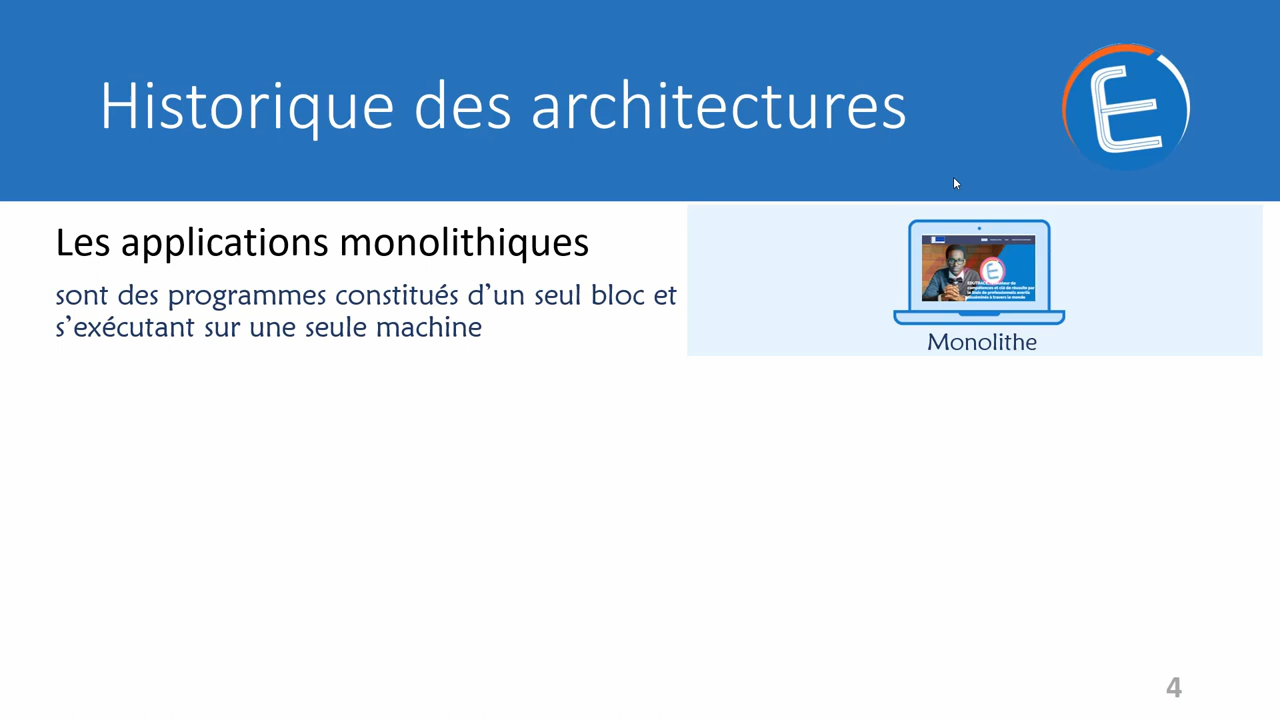 Historique des architectures
E
Les applications monolithiques
sont des programmes constitués d’un seul bloc et
s’exécutant sur une seule machine
Monolithe
4